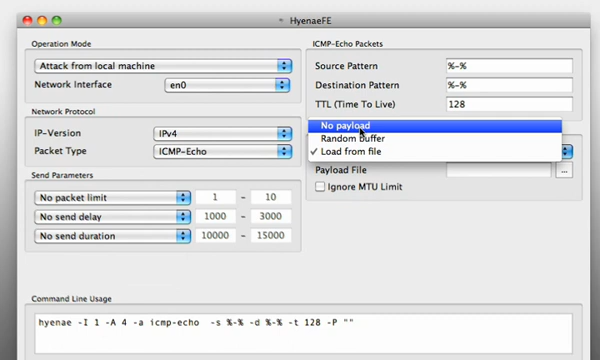 HyenaeFE
Operation Mode
Attack from local machine
Network Interface en0
Network Protocol
IP-Version IPv4
Packet Type ICMP-Echo
Send Parameters
No packet limit 1 - 10
No send delay 1000 - 3000
No send duration 10000 - 15000
ICMP-Echo Packets
Source Pattern %-%
Destination Pattern %-%
TTL (Time To Live) 128
No payload
Random buffer
✓ Load from file
Payload File ...
Ignore MTU Limit
Command Line Usage
hyenae -I 1 -A 4 -a icmp-echo -s %-% -d %-% -t 128 -P ""